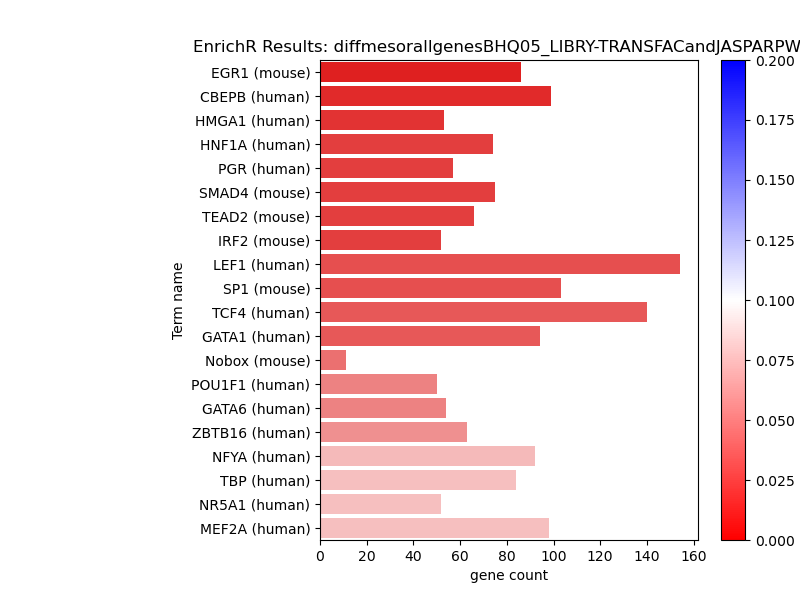 EnrichR Results: diffmesorallgenesBHQ05_LIBRY-TRANSFACandJASPARPW
EGR1 (mouse)
CBEPB (human)
HMGA1 (human)
HNF1A (human)
PGR (human)
SMAD4 (mouse)
TEAD2 (mouse)
IRF2 (mouse)
LEF1 (human)
SP1 (mouse)
TCF4 (human)
GATA1 (human)
Nobox (mouse)
POU1F1 (human)
GATA6 (human)
ZBTB16 (human)
NFYA (human)
TBP (human)
NR5A1 (human)
MEF2A (human)
Term name
0 20 40 60 80 100 120 140 160
gene count
0.200
0.175
0.150
0.125
0.100
0.075
0.050
0.025
0.000